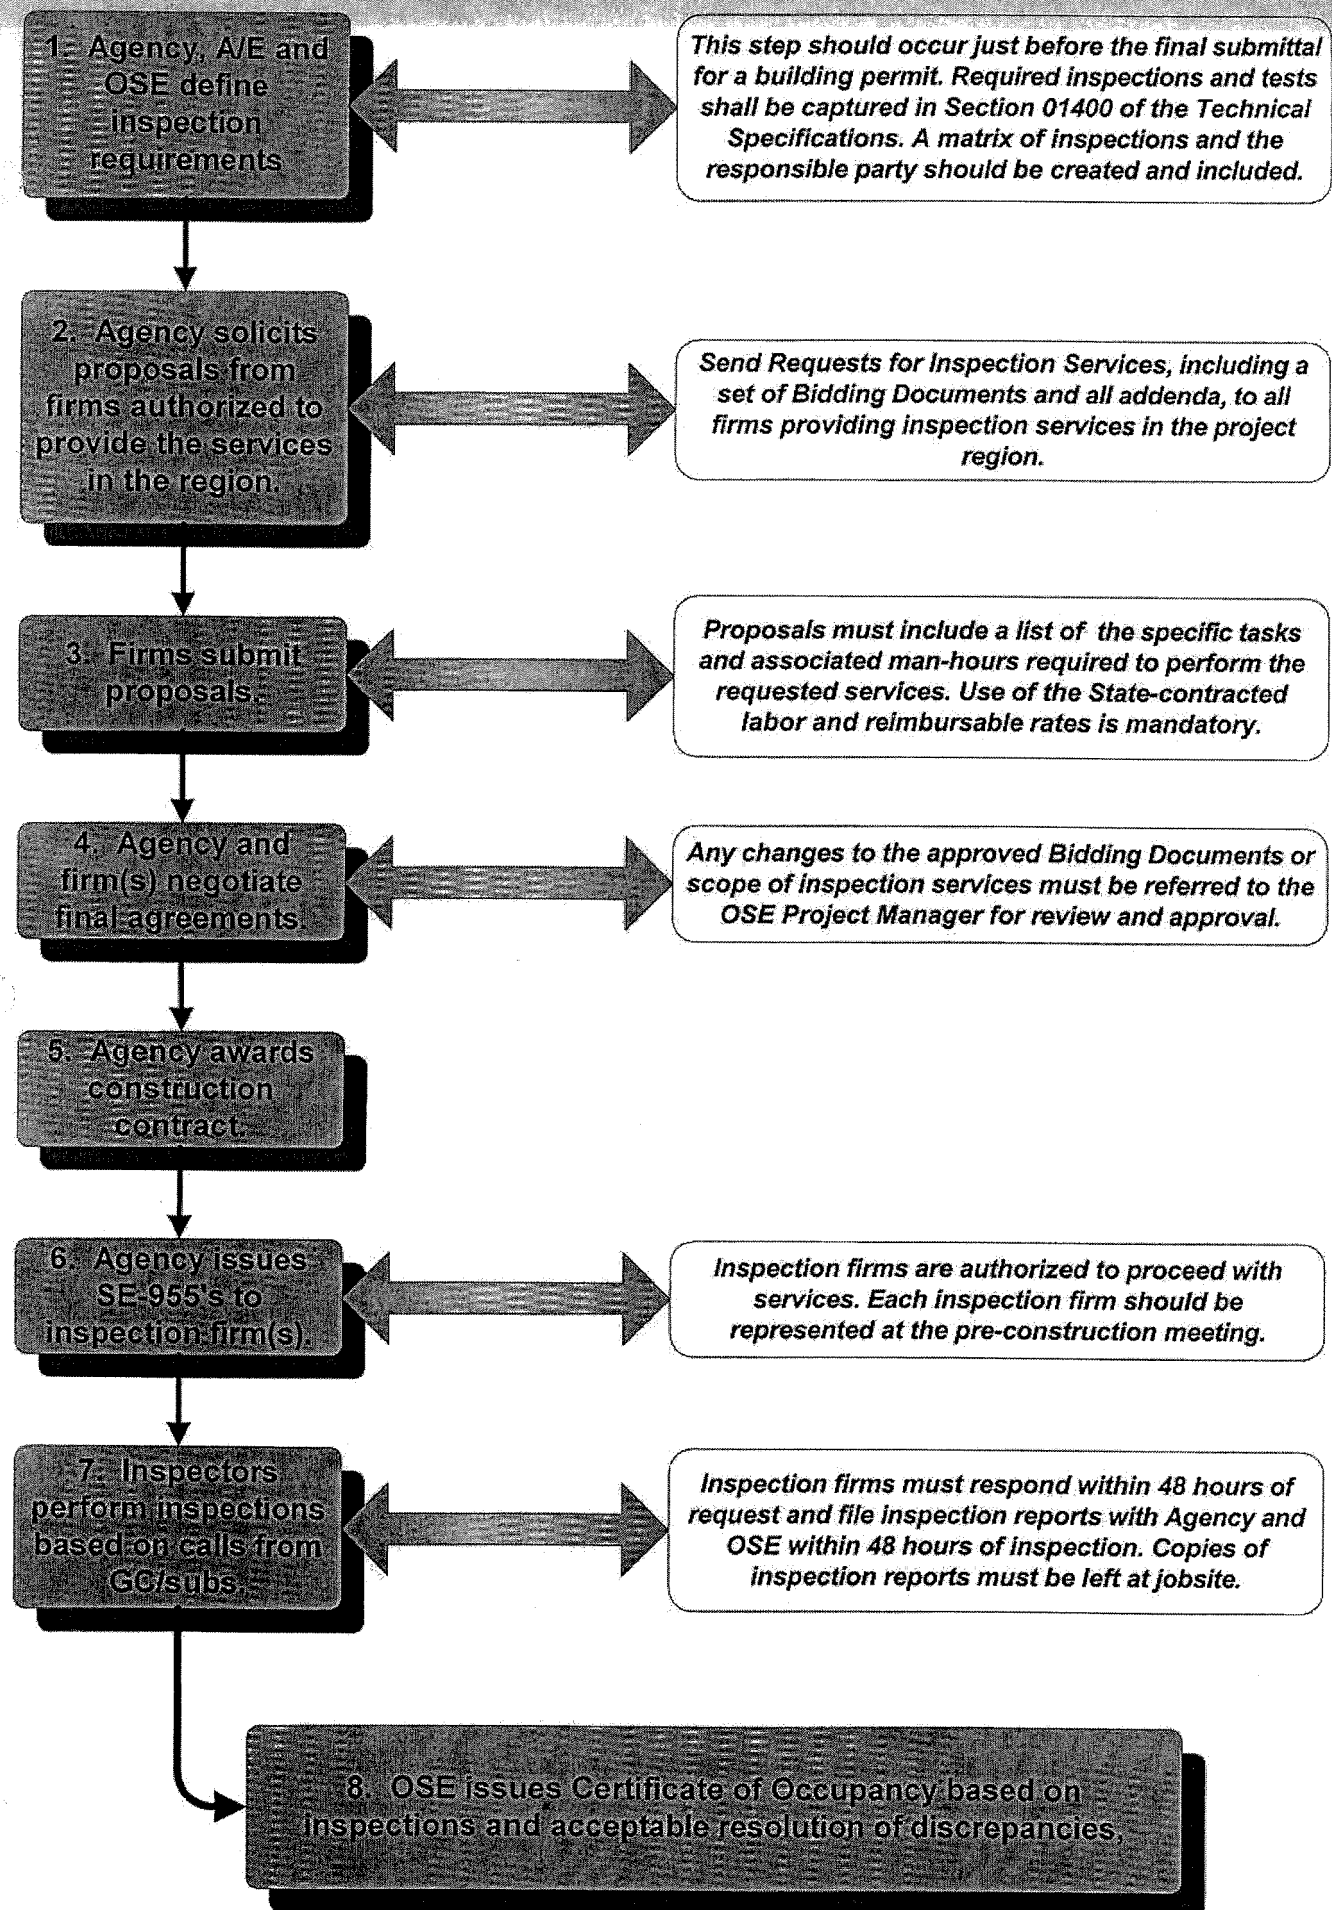 1. Agency, A/E and
OSE define
inspection
requirements
This step should occur just before the final submittal
for a building permit. Required inspections and tests
shall be captured in Section 01400 of the Technical
Specifications. A matrix of inspections and the
responsible party should be created and included.
2. Agency solicits
proposals from
firms authorized to
provide the services
in the region.
Send Requests for Inspection Services, including a
set of Bidding Documents and all addenda, to all
firms providing inspection services in the project
region.
3. Firms submit
proposals.
Proposals must include a list of the specific tasks
and associated man-hours required to perform the
requested services. Use of the State-contracted
labor and reimbursable rates is mandatory.
4. Agency and
firm(s) negotiate
final agreements.
Any changes to the approved Bidding Documents or
scope of inspection services must be referred to the
OSE Project Manager for review and approval.
5. Agency awards
construction
contract.
6. Agency issues
SE-955's to
inspection firm(s).
Inspection firms are authorized to proceed with
services. Each inspection firm should be
represented at the pre-construction meeting.
7. Inspectors
perform inspections
based on calls from
GC/subs.
Inspection firms must respond within 48 hours of
request and file inspection reports with Agency and
OSE within 48 hours of inspection. Copies of
inspection reports must be left at jobsite.
8. OSE issues Certificate of Occupancy based on
inspections and acceptable resolution of discrepancies.